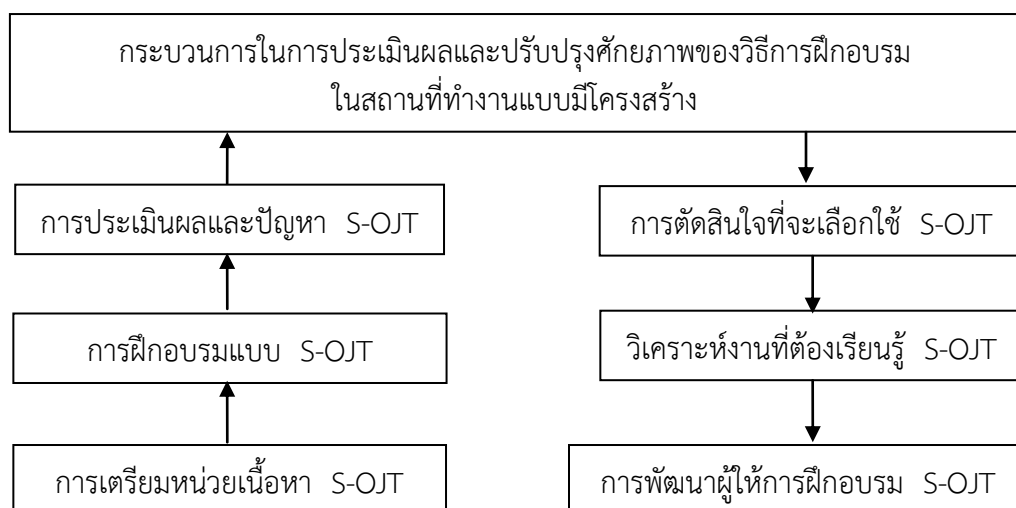 กระบวนการในการประเมินผลและปรับปรุงศักยภาพของวิธีการฝึกอบรม
ในสถานที่ทำงานแบบมีโครงสร้าง
การประเมินผลและปัญหา S-OJT
การตัดสินใจที่จะเลือกใช้ S-OJT
การฝึกอบรมแบบ S-OJT
วิเคราะห์งานที่ต้องเรียนรู้ S-OJT
การเตรียมหน่วยเนื้อหา S-OJT
การพัฒนาผู้ให้การฝึกอบรม S-OJT